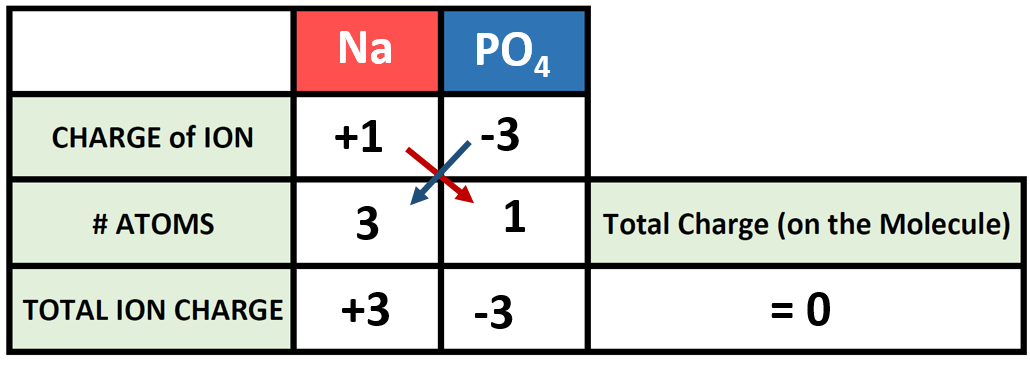 Na PO₄
CHARGE of ION +1 -3
# ATOMS 3 1 Total Charge (on the Molecule)
TOTAL ION CHARGE +3 -3 = 0